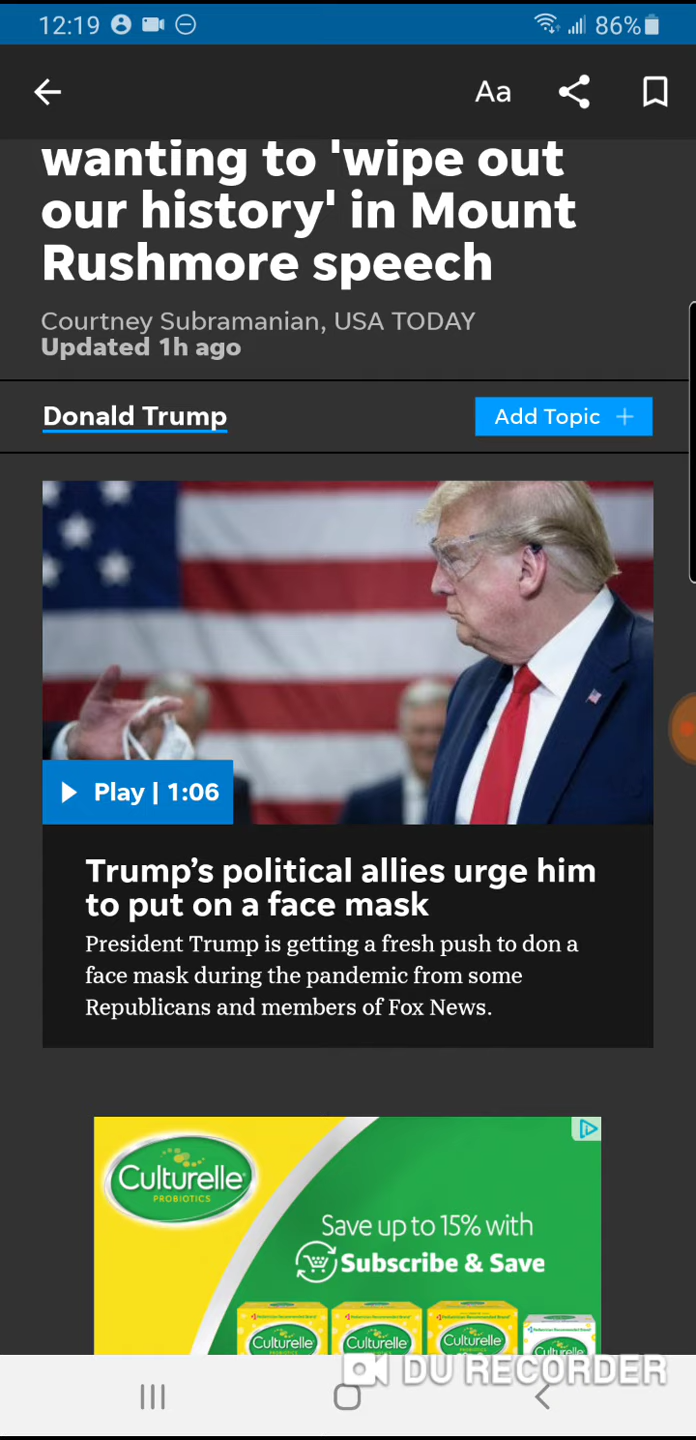 12:19 86%
Aa
wanting to 'wipe out
our history' in Mount
Rushmore speech
Courtney Subramanian, USA TODAY
Updated 1h ago
Donald Trump
Add Topic +
Play | 1:06
Trump’s political allies urge him
to put on a face mask
President Trump is getting a fresh push to don a
face mask during the pandemic from some
Republicans and members of Fox News.
Culturelle
PROBIOTICS
Save up to 15% with
Subscribe & Save
Culturelle Culturelle Culturelle Culturelle
DU RECORDER